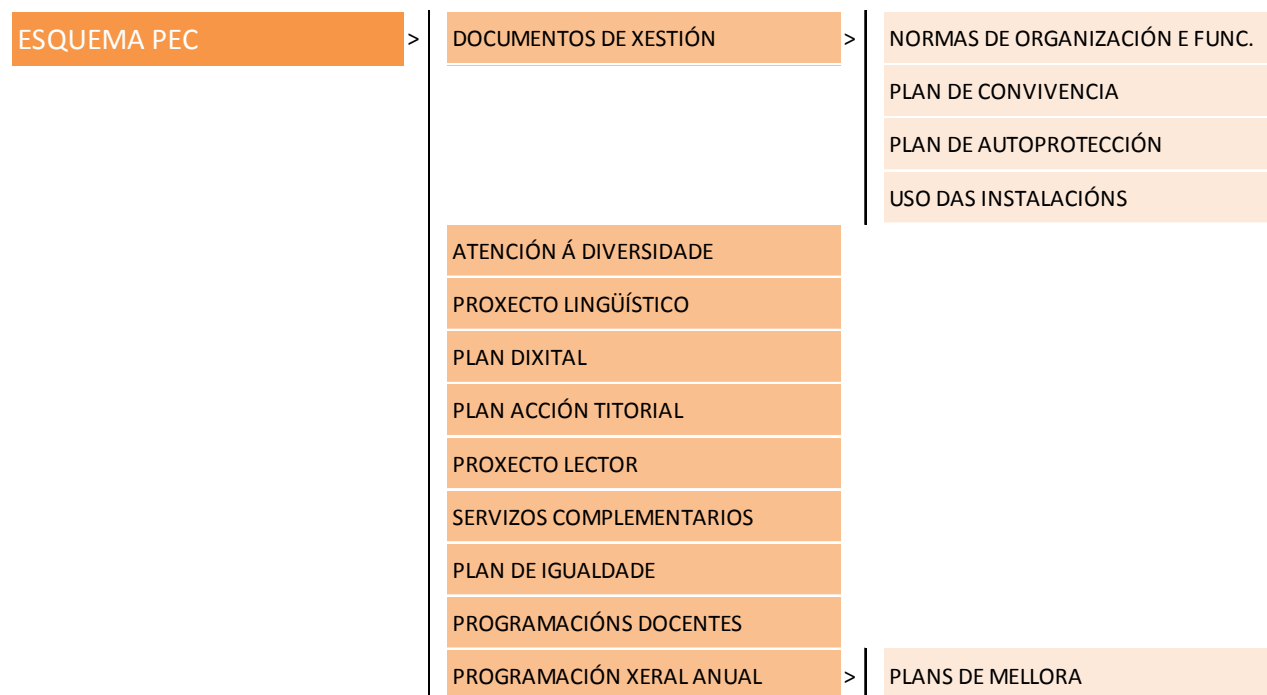 ESQUEMA PEC > DOCUMENTOS DE XESTIÓN > NORMAS DE ORGANIZACIÓN E FUNC.
PLAN DE CONVIVENCIA
PLAN DE AUTOPROTECCIÓN
USO DAS INSTALACIÓNS
ATENCIÓN Á DIVERSIDADE
PROXECTO LINGÜÍSTICO
PLAN DIXITAL
PLAN ACCIÓN TITORIAL
PROXECTO LECTOR
SERVIZOS COMPLEMENTARIOS
PLAN DE IGUALDADE
PROGRAMACIÓNS DOCENTES
PROGRAMACIÓN XERAL ANUAL > PLANS DE MELLORA